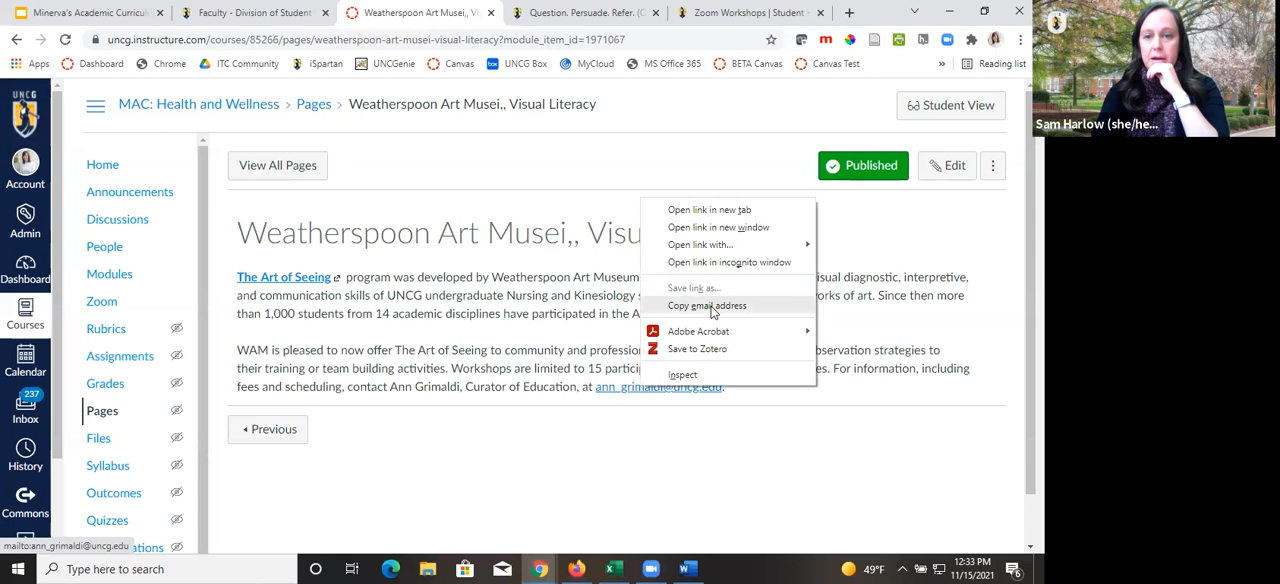 Minerva's Academic Curricul
Faculty - Division of Student
Weatherspoon Art Musei,, Visu
Question. Persuade. Refer. (
Zoom Workshops | Student
uncg.instructure.com/courses/85266/pages/weatherspoon-art-musei-visual-literacy?module_item_id=1971067
Apps
Dashboard
Chrome
ITC Community
iSpartan
UNCGenie
Canvas
UNCG Box
MyCloud
MS Office 365
BETA Canvas
Canvas Test
»
Reading list
Sam Harlow (she/he...
UNCG
Account
Admin
Dashboard
Courses
Calendar
237
Inbox
History
Commons
MAC: Health and Wellness > Pages > Weatherspoon Art Musei,, Visual Literacy
Student View
Home
Announcements
Discussions
People
Modules
Zoom
Rubrics
Assignments
Grades
Pages
Files
Syllabus
Outcomes
Quizzes
View All Pages
Published
Edit
Weatherspoon Art Musei,, Visu
The Art of Seeing program was developed by Weatherspoon Art Museum isual diagnostic, interpretive,
and communication skills of UNCG undergraduate Nursing and Kinesiology s works of art. Since then more
than 1,000 students from 14 academic disciplines have participated in the A
WAM is pleased to now offer The Art of Seeing to community and profession bservation strategies to
their training or team building activities. Workshops are limited to 15 partici es. For information, including
fees and scheduling, contact Ann Grimaldi, Curator of Education, at ann_grimaldi@uncg.edu.
Previous
Open link in new tab
Open link in new window
Open link with...
Open link in incognito window
Save link as...
Copy email address
Adobe Acrobat
Save to Zotero
Inspect
mailto:ann_grimaldi@uncg.edu
ations
Type here to search
49°F
12:33 PM
11/15/2021
6